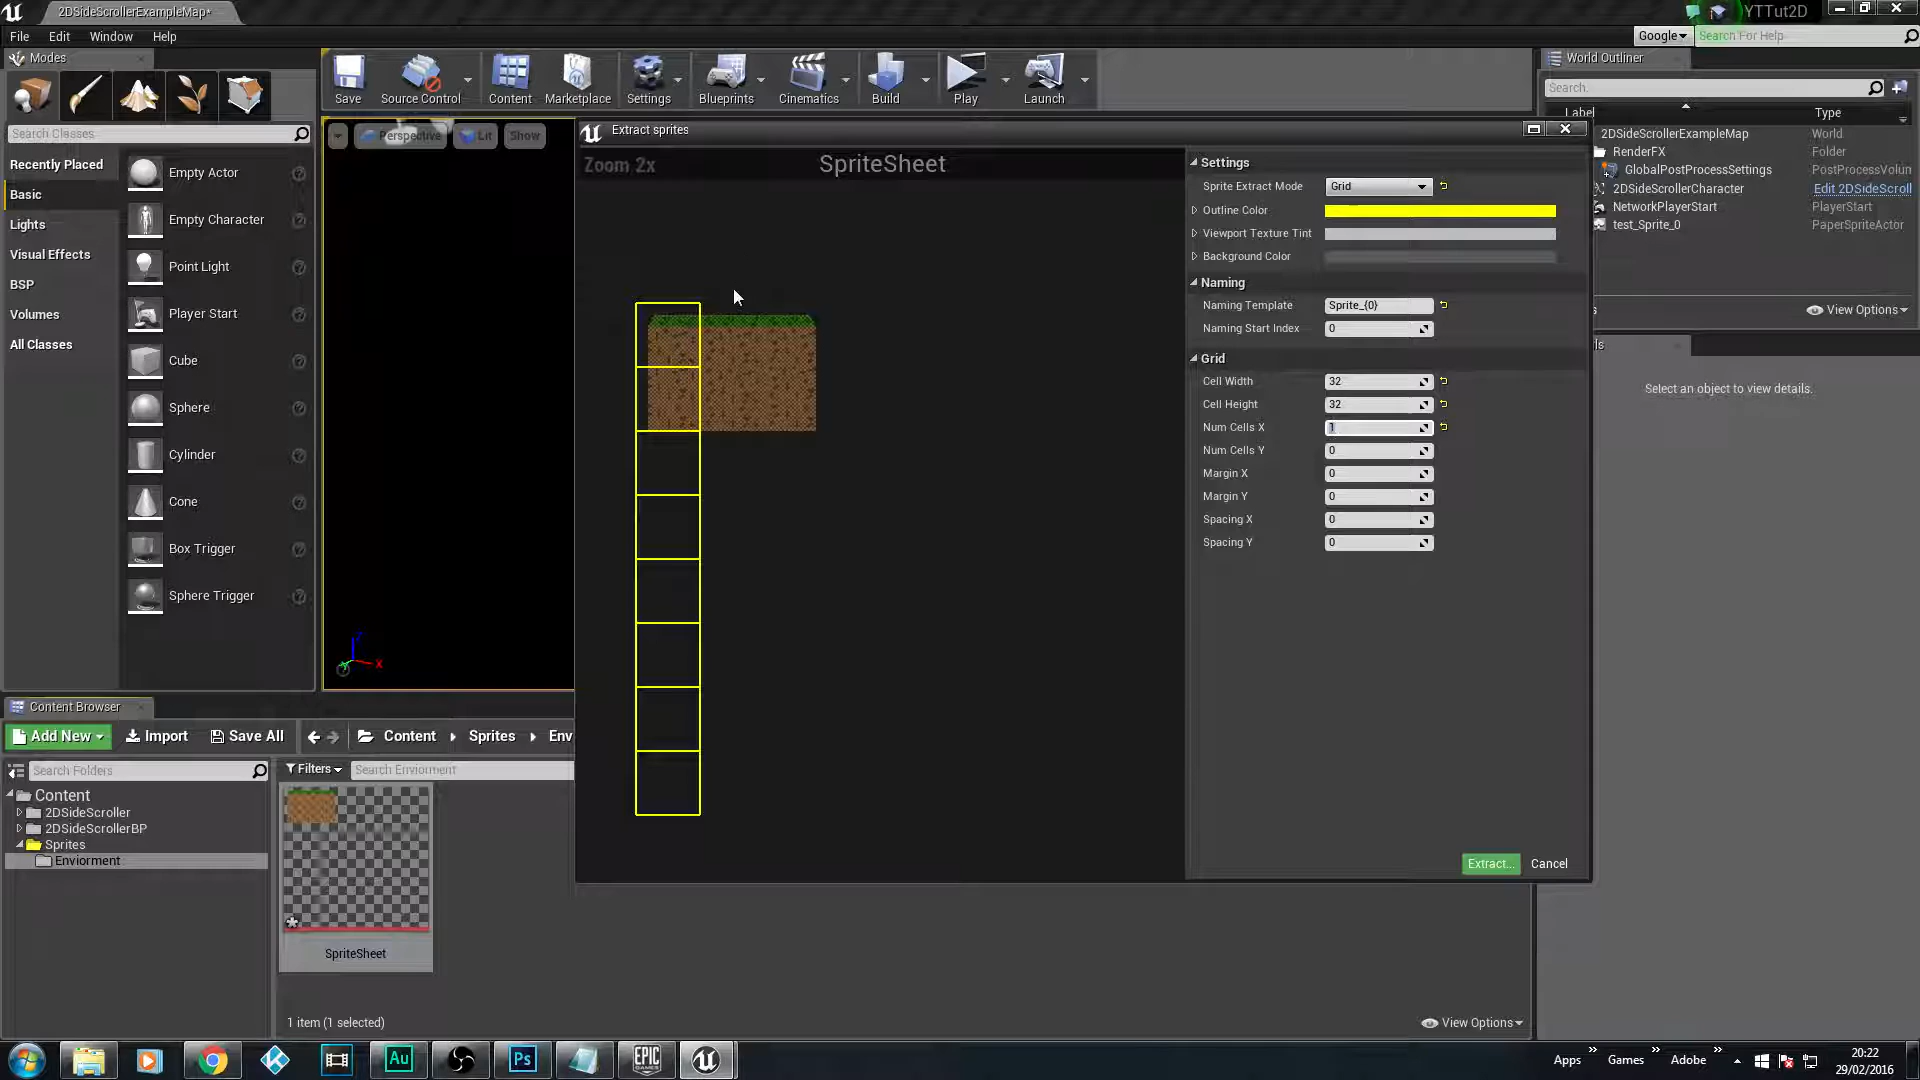 2DSideScrollerExampleMap*
YTTut2D
File Edit Window Help
Google
Search For Help
Modes
Search Classes
Recently Placed
Basic
Lights
Visual Effects
BSP
Volumes
All Classes
Empty Actor
Empty Character
Point Light
Player Start
Cube
Sphere
Cylinder
Cone
Box Trigger
Sphere Trigger
Save
Source Control
Content
Marketplace
Settings
Blueprints
Cinematics
Build
Play
Launch
Perspective
Lit
Show
Z
X
Extract sprites
Zoom 2x
SpriteSheet
Settings
Sprite Extract Mode Grid
Outline Color
Viewport Texture Tint
Background Color
Naming
Naming Template Sprite_{0}
Naming Start Index 0
Grid
Cell Width 32
Cell Height 32
Num Cells X 1
Num Cells Y 0
Margin X 0
Margin Y 0
Spacing X 0
Spacing Y 0
Extract...
Cancel
World Outliner
Search.
Label Type
2DSideScrollerExampleMap World
RenderFX Folder
GlobalPostProcessSettings PostProcessVolum
2DSideScrollerCharacter Edit 2DSideScroll
NetworkPlayerStart PlayerStart
test_Sprite_0 PaperSpriteActor
View Options
Select an object to view details.
Content Browser
Add New
Import
Save All
Content
Sprites
Env
Search Folders
Content
2DSideScroller
2DSideScrollerBP
Sprites
Enviorment
Filters
Search Enviorment
SpriteSheet
1 item (1 selected)
View Options
Au
Ps
EPIC
GAMES
Apps
Games
Adobe
20:22
29/02/2016